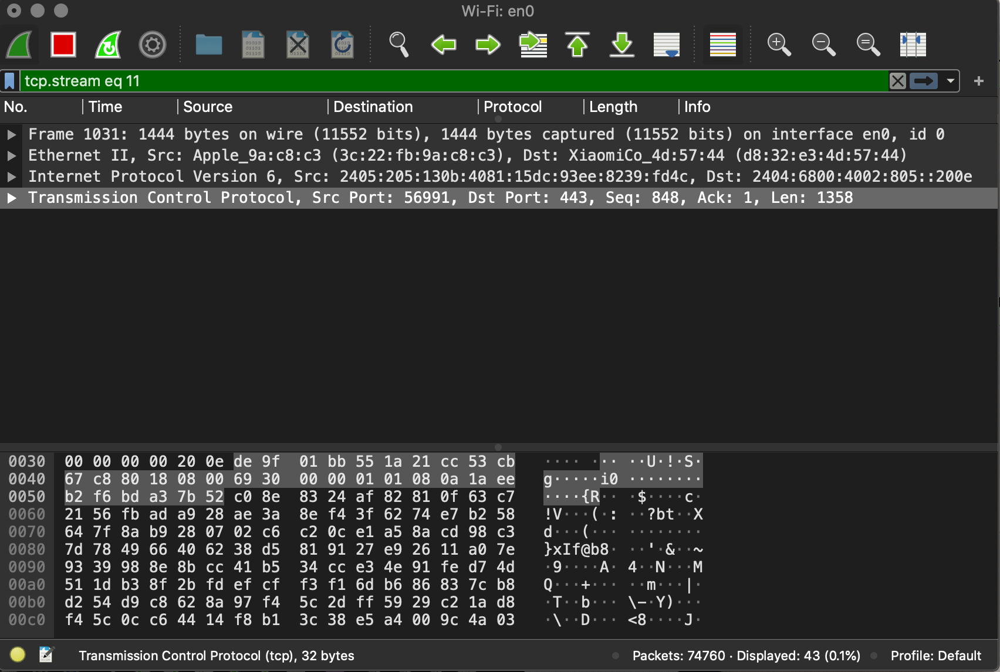 Wi-Fi: en0
tcp.stream eq 11
No. Time Source Destination Protocol Length Info
Frame 1031: 1444 bytes on wire (11552 bits), 1444 bytes captured (11552 bits) on interface en0, id 0
Ethernet II, Src: Apple_9a:c8:c3 (3c:22:fb:9a:c8:c3), Dst: XiaomiCo_4d:57:44 (d8:32:e3:4d:57:44)
Internet Protocol Version 6, Src: 2405:205:130b:4081:15dc:93ee:8239:fd4c, Dst: 2404:6800:4002:805::200e
Transmission Control Protocol, Src Port: 56991, Dst Port: 443, Seq: 848, Ack: 1, Len: 1358
0030 00 00 00 00 20 0e de 9f 01 bb 55 1a 21 cc 53 cb ···· ··· ··U·!·S·
0040 67 c8 80 18 08 00 69 30 00 00 01 01 08 0a 1a ee g·····i0 ········
0050 b2 f6 bd a3 7b 52 c0 8e 83 24 af 82 81 0f 63 c7 ····{R·· ·$····c·
0060 21 56 fb ad a9 28 ae 3a 8e f4 3f 62 74 e7 b2 58 !V···(·: ··?bt··X
0070 64 7f 8a b9 28 07 02 c6 c2 0c e1 a5 8a cd 98 c3 d···(··· ········
0080 7d 78 49 66 40 62 38 d5 81 91 27 e9 26 11 a0 7e }xIf@b8· ··'·&··~
0090 93 39 98 8e 8b cc 41 b5 34 cc e3 4e 91 fe d7 4d ·9····A· 4··N···M
00a0 51 1d b3 8f 2b fd ef cf f3 f1 6d b6 86 83 7c b8 Q···+··· ··m···|·
00b0 d2 54 d9 c8 62 8a 97 f4 5c 2d ff 59 29 c2 1a d8 ·T··b··· \-·Y)···
00c0 f4 5c 0c c6 44 14 f8 b1 3c 38 e5 a4 00 9c 4a 03 ·\··D··· <8····J·
Transmission Control Protocol (tcp), 32 bytes Packets: 74760 · Displayed: 43 (0.1%) Profile: Default